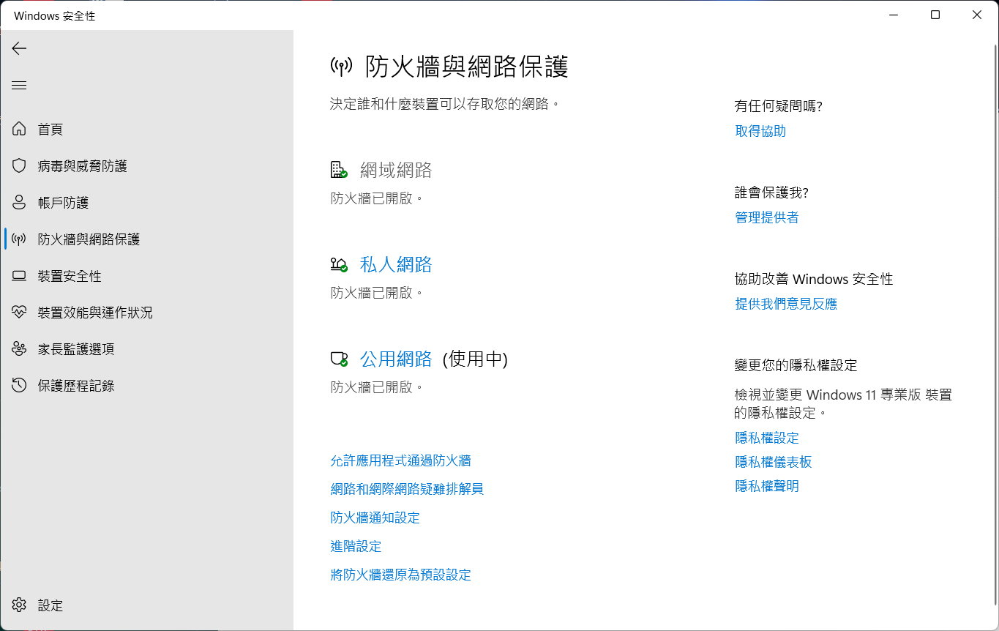 Windows 安全性
首頁
病毒與威脅防護
帳戶防護
防火牆與網路保護
裝置安全性
裝置效能與運作狀況
家長監護選項
保護歷程記錄
設定
防火牆與網路保護
決定誰和什麼裝置可以存取您的網路。
網域網路
防火牆已開啟。
私人網路
防火牆已開啟。
公用網路 (使用中)
防火牆已開啟。
允許應用程式通過防火牆
網路和網際網路疑難排解員
防火牆通知設定
進階設定
將防火牆還原為預設設定
有任何疑問嗎?
取得協助
誰會保護我?
管理提供者
協助改善 Windows 安全性
提供我們意見反應
變更您的隱私權設定
檢視並變更 Windows 11 專業版 裝置
的隱私權設定。
隱私權設定
隱私權儀表板
隱私權聲明